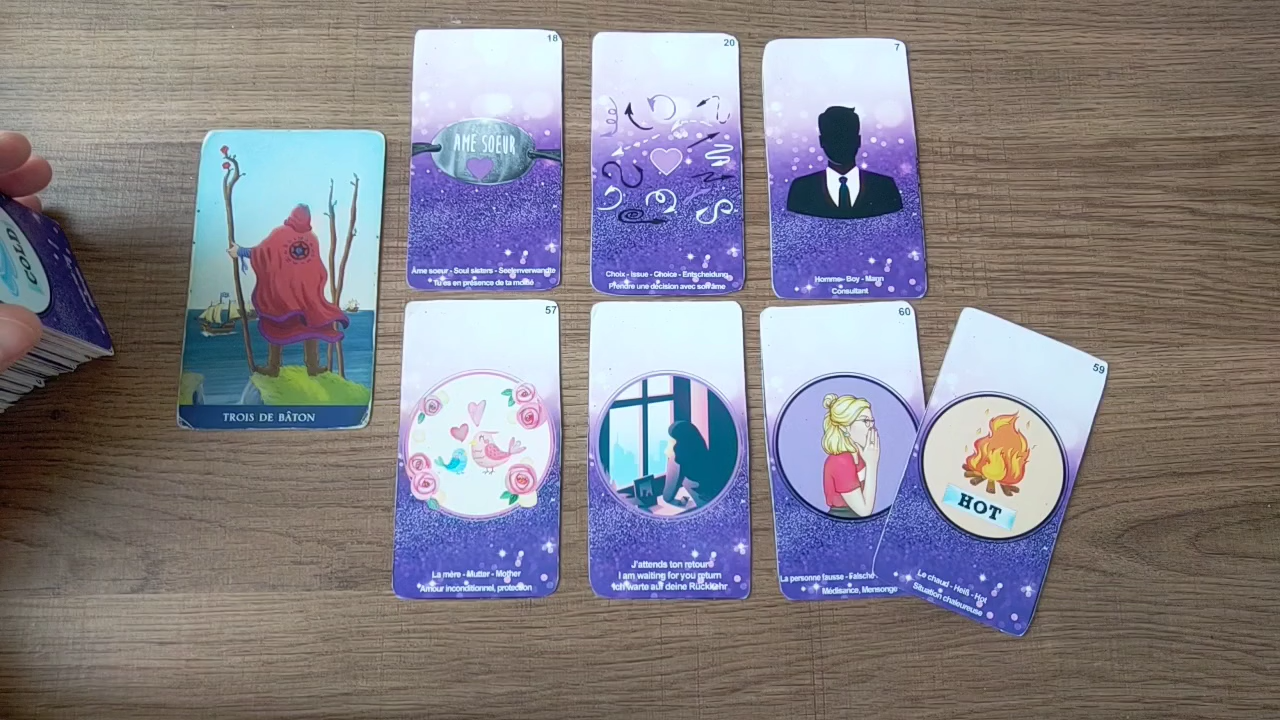 18
AME SOEUR
Âme soeur - Soul sisters - Seelenverwandte
Tu es en présence de ta moitié
20
Choix - issue - Choice - Entscheidung
Prendre une décision avec son âme
7
Homme - Boy - Mann
Consultant
COLD
TROIS DE BÂTON
57
La mère - Mutter - Mother
Amour inconditionnel, protection
J'attends ton retour
I am waiting for you return
Ich warte auf deine Rückkehr
60
La personne fausse - Falsche
Médisance, Mensonge
59
HOT
Le chaud - Heiß - Hot
Situation chaleureuse